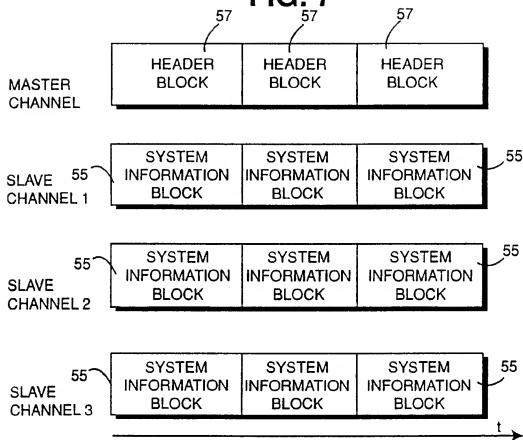 FIG. 7
57 57 57
MASTER CHANNEL
HEADER BLOCK HEADER BLOCK HEADER BLOCK
SLAVE CHANNEL 1
55 55
SYSTEM INFORMATION BLOCK SYSTEM INFORMATION BLOCK SYSTEM INFORMATION BLOCK
SLAVE CHANNEL 2
55 55
SYSTEM INFORMATION BLOCK SYSTEM INFORMATION BLOCK SYSTEM INFORMATION BLOCK
SLAVE CHANNEL 3
55 55
SYSTEM INFORMATION BLOCK SYSTEM INFORMATION BLOCK SYSTEM INFORMATION BLOCK
t